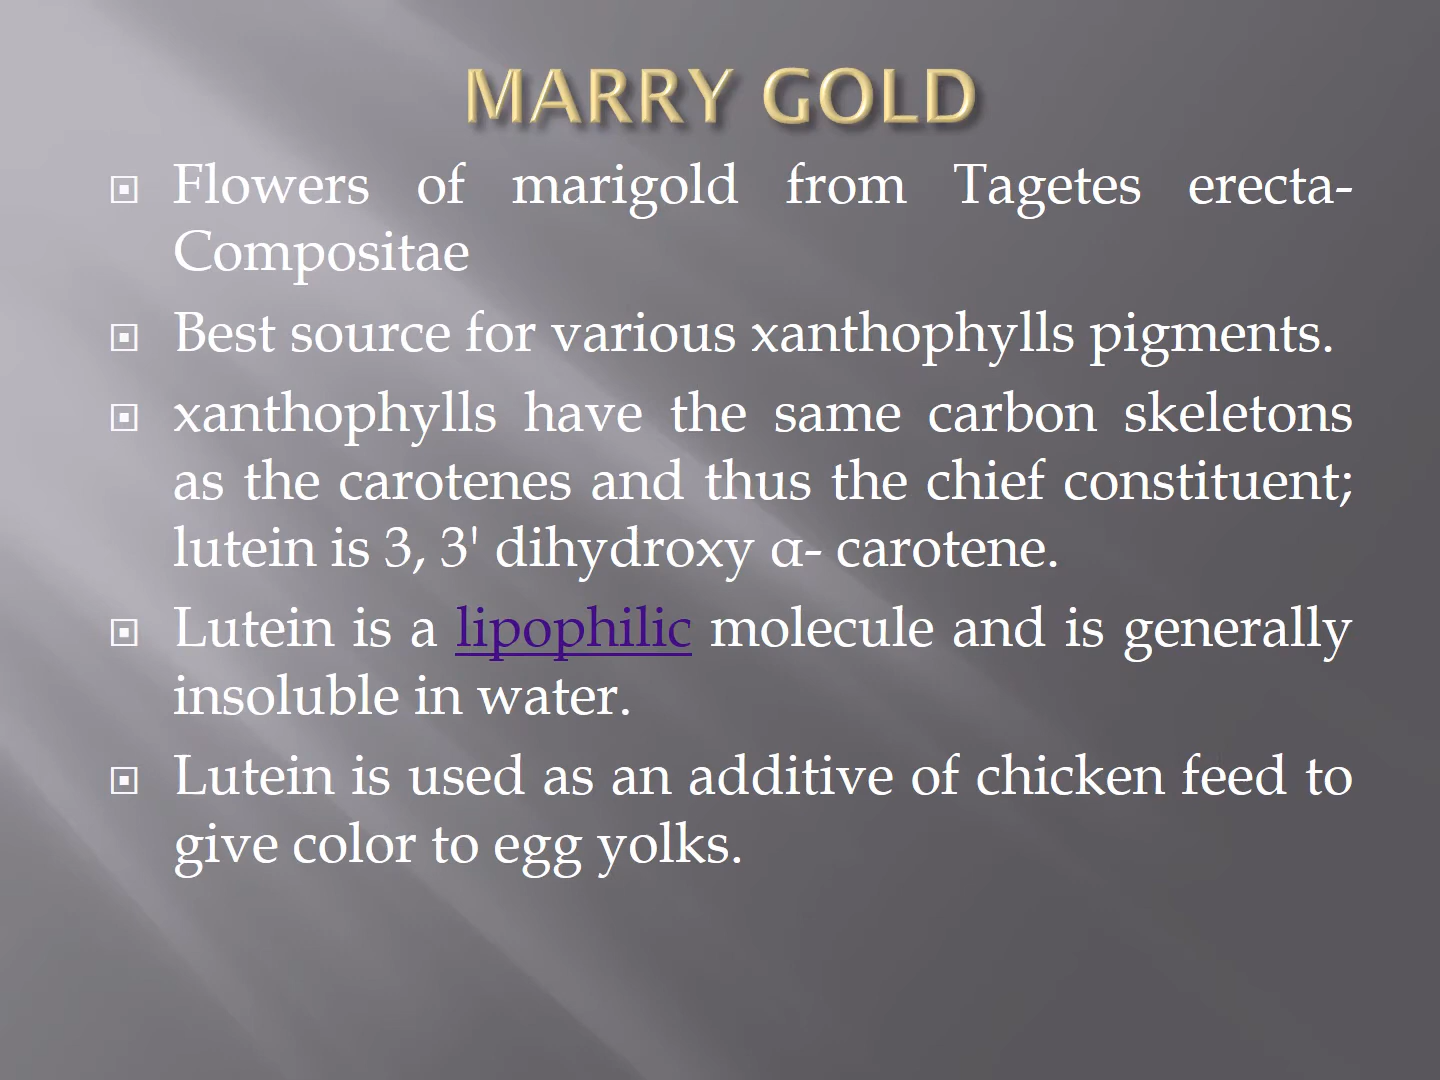 MARRY GOLD
Flowers of marigold from Tagetes erecta-
Compositae
Best source for various xanthophylls pigments.
xanthophylls have the same carbon skeletons
as the carotenes and thus the chief constituent;
lutein is 3, 3' dihydroxy α- carotene.
Lutein is a lipophilic molecule and is generally
insoluble in water.
Lutein is used as an additive of chicken feed to
give color to egg yolks.